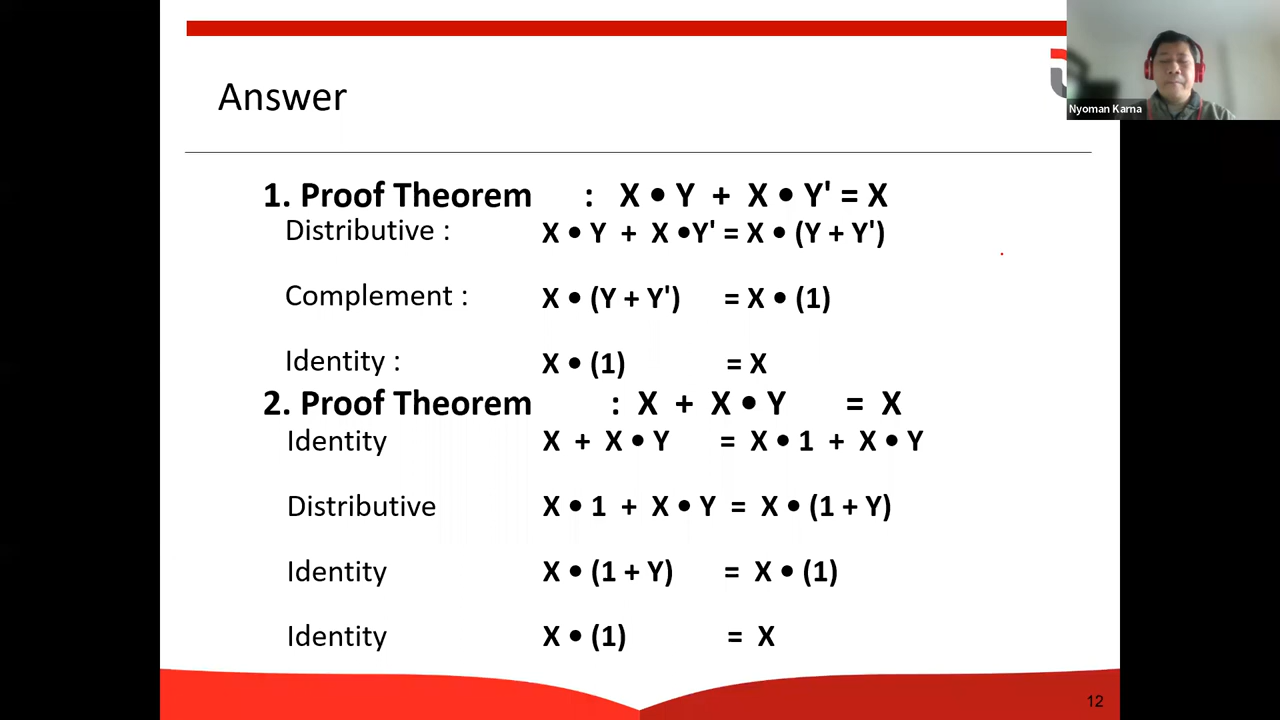 Nyoman Karna
Answer
1. Proof Theorem : X • Y + X • Y' = X
Distributive : X • Y + X •Y' = X • (Y + Y')
Complement : X • (Y + Y') = X • (1)
Identity : X • (1) = X
2. Proof Theorem : X + X • Y = X
Identity X + X • Y = X • 1 + X • Y
Distributive X • 1 + X • Y = X • (1 + Y)
Identity X • (1 + Y) = X • (1)
Identity X • (1) = X
12